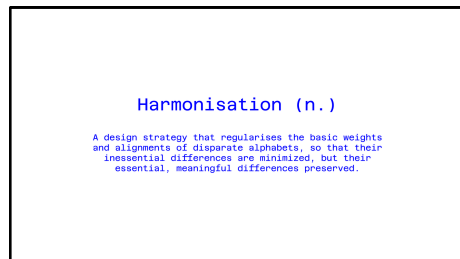 Harmonisation (n.)
A design strategy that regularises the basic weights
and alignments of disparate alphabets, so that their
inessential differences are minimized, but their
essential, meaningful differences preserved.